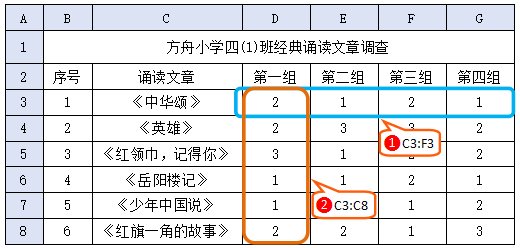 A B C D E F G
1 方舟小学四(1)班经典诵读文章调查
2 序号 诵读文章 第一组 第二组 第三组 第四组
3 1 《中华颂》 2 1 2 1
4 2 《英雄》 2 3 3 2
1 C3:F3
5 3 《红领巾，记得你》 3 1 2
6 4 《岳阳楼记》 1 1 2 1
7 5 《少年中国说》 1 2 C3:C8 1 2
8 6 《红旗一角的故事》 2 2 1 3